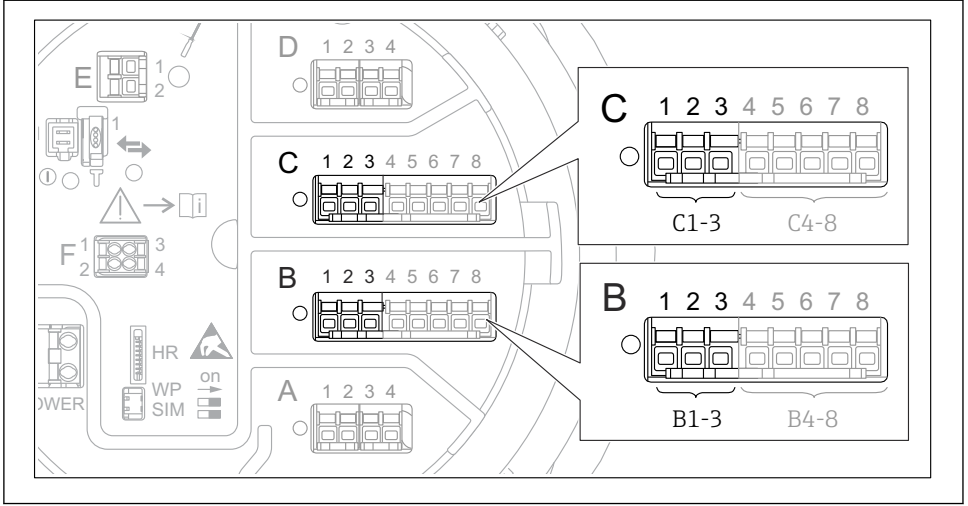 D 1 2 3 4
E 1
2
1
C 1 2 3 4 5 6 7 8
F 1 3
2 4
B 1 2 3 4 5 6 7 8
HR
WP on
SIM
OWER
A 1 2 3 4
C 1 2 3 4 5 6 7 8
C1-3 C4-8
B 1 2 3 4 5 6 7 8
B1-3 B4-8